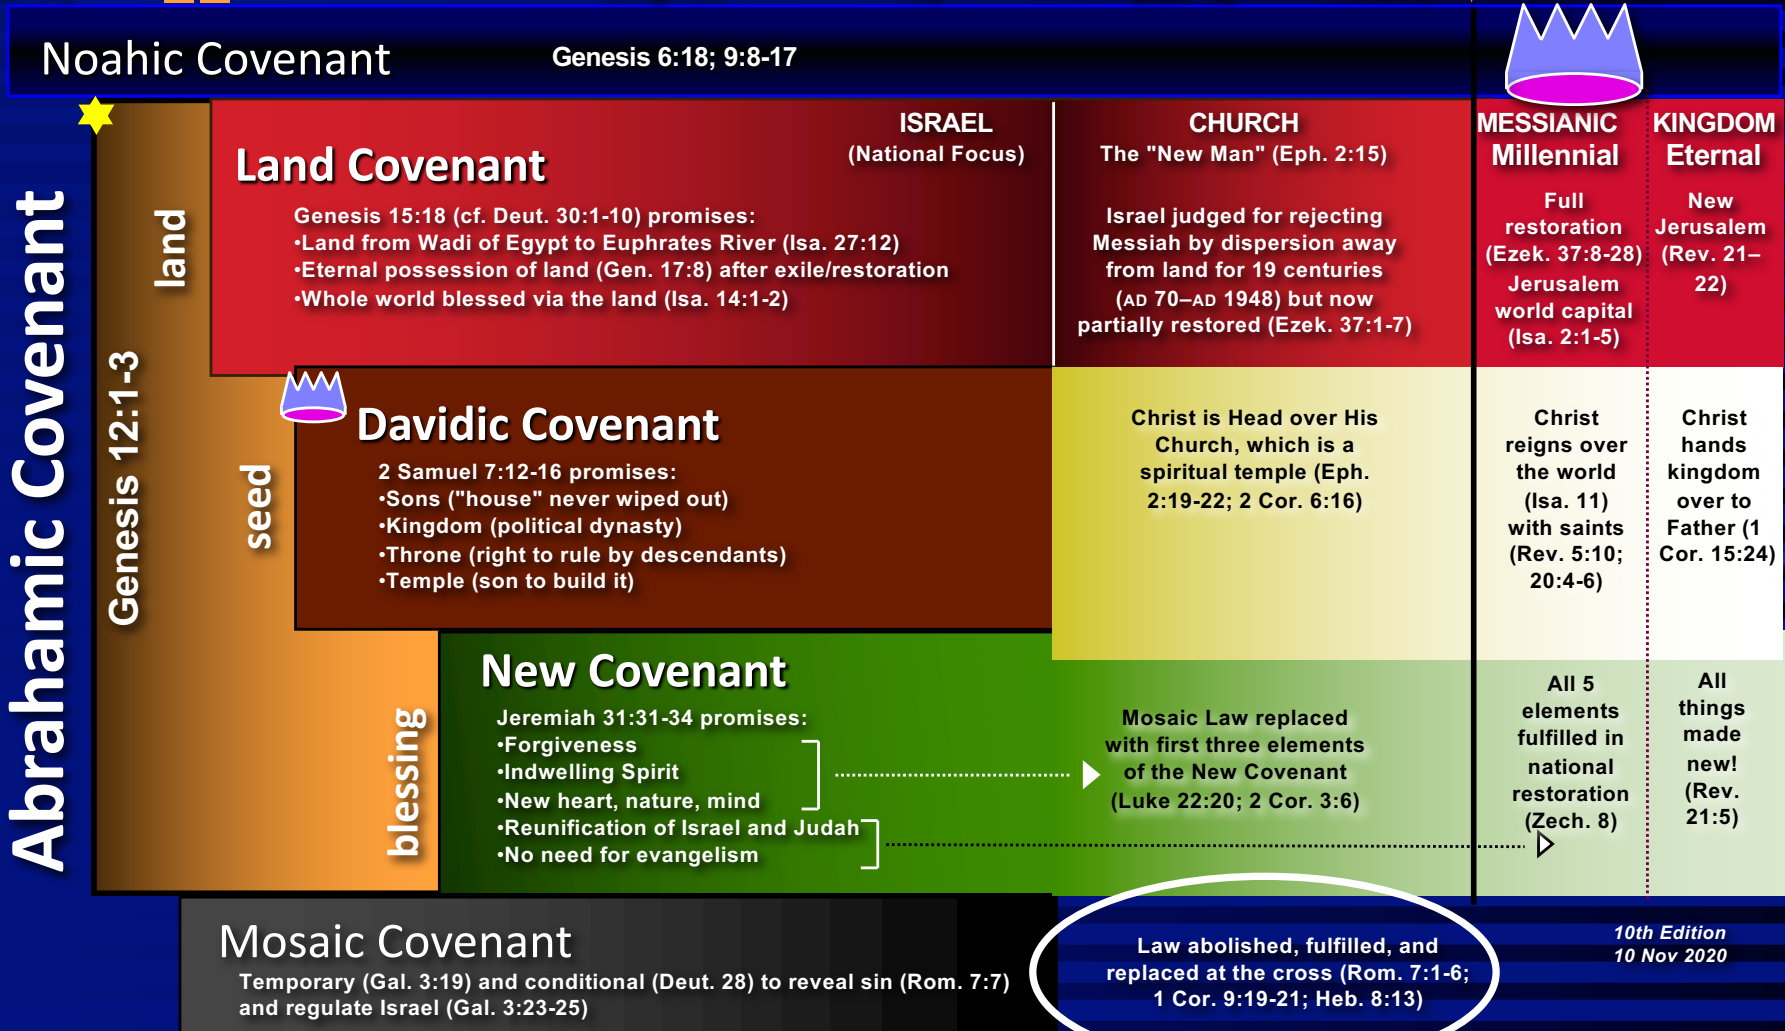 Noahic Covenant
Genesis 6:18; 9:8-17
Abrahamic Covenant
Genesis 12:1-3
land
Land Covenant
Genesis 15:18 (cf. Deut. 30:1-10) promises:
•Land from Wadi of Egypt to Euphrates River (Isa. 27:12)
•Eternal possession of land (Gen. 17:8) after exile/restoration
•Whole world blessed via the land (Isa. 14:1-2)
ISRAEL
(National Focus)
CHURCH
The "New Man" (Eph. 2:15)
Israel judged for rejecting
Messiah by dispersion away
from land for 19 centuries
(AD 70–AD 1948) but now
partially restored (Ezek. 37:1-7)
MESSIANIC
Millennial
Full
restoration
(Ezek. 37:8-28)
Jerusalem
world capital
(Isa. 2:1-5)
KINGDOM
Eternal
New
Jerusalem
(Rev. 21–
22)
seed
Davidic Covenant
2 Samuel 7:12-16 promises:
•Sons ("house" never wiped out)
•Kingdom (political dynasty)
•Throne (right to rule by descendants)
•Temple (son to build it)
Christ is Head over His
Church, which is a
spiritual temple (Eph.
2:19-22; 2 Cor. 6:16)
Christ
reigns over
the world
(Isa. 11)
with saints
(Rev. 5:10;
20:4-6)
Christ
hands
kingdom
over to
Father (1
Cor. 15:24)
blessing
New Covenant
Jeremiah 31:31-34 promises:
•Forgiveness
•Indwelling Spirit
•New heart, nature, mind
•Reunification of Israel and Judah
•No need for evangelism
Mosaic Law replaced
with first three elements
of the New Covenant
(Luke 22:20; 2 Cor. 3:6)
All 5
elements
fulfilled in
national
restoration
(Zech. 8)
All
things
made
new!
(Rev.
21:5)
Mosaic Covenant
Temporary (Gal. 3:19) and conditional (Deut. 28) to reveal sin (Rom. 7:7)
and regulate Israel (Gal. 3:23-25)
Law abolished, fulfilled, and
replaced at the cross (Rom. 7:1-6;
1 Cor. 9:19-21; Heb. 8:13)
10th Edition
10 Nov 2020